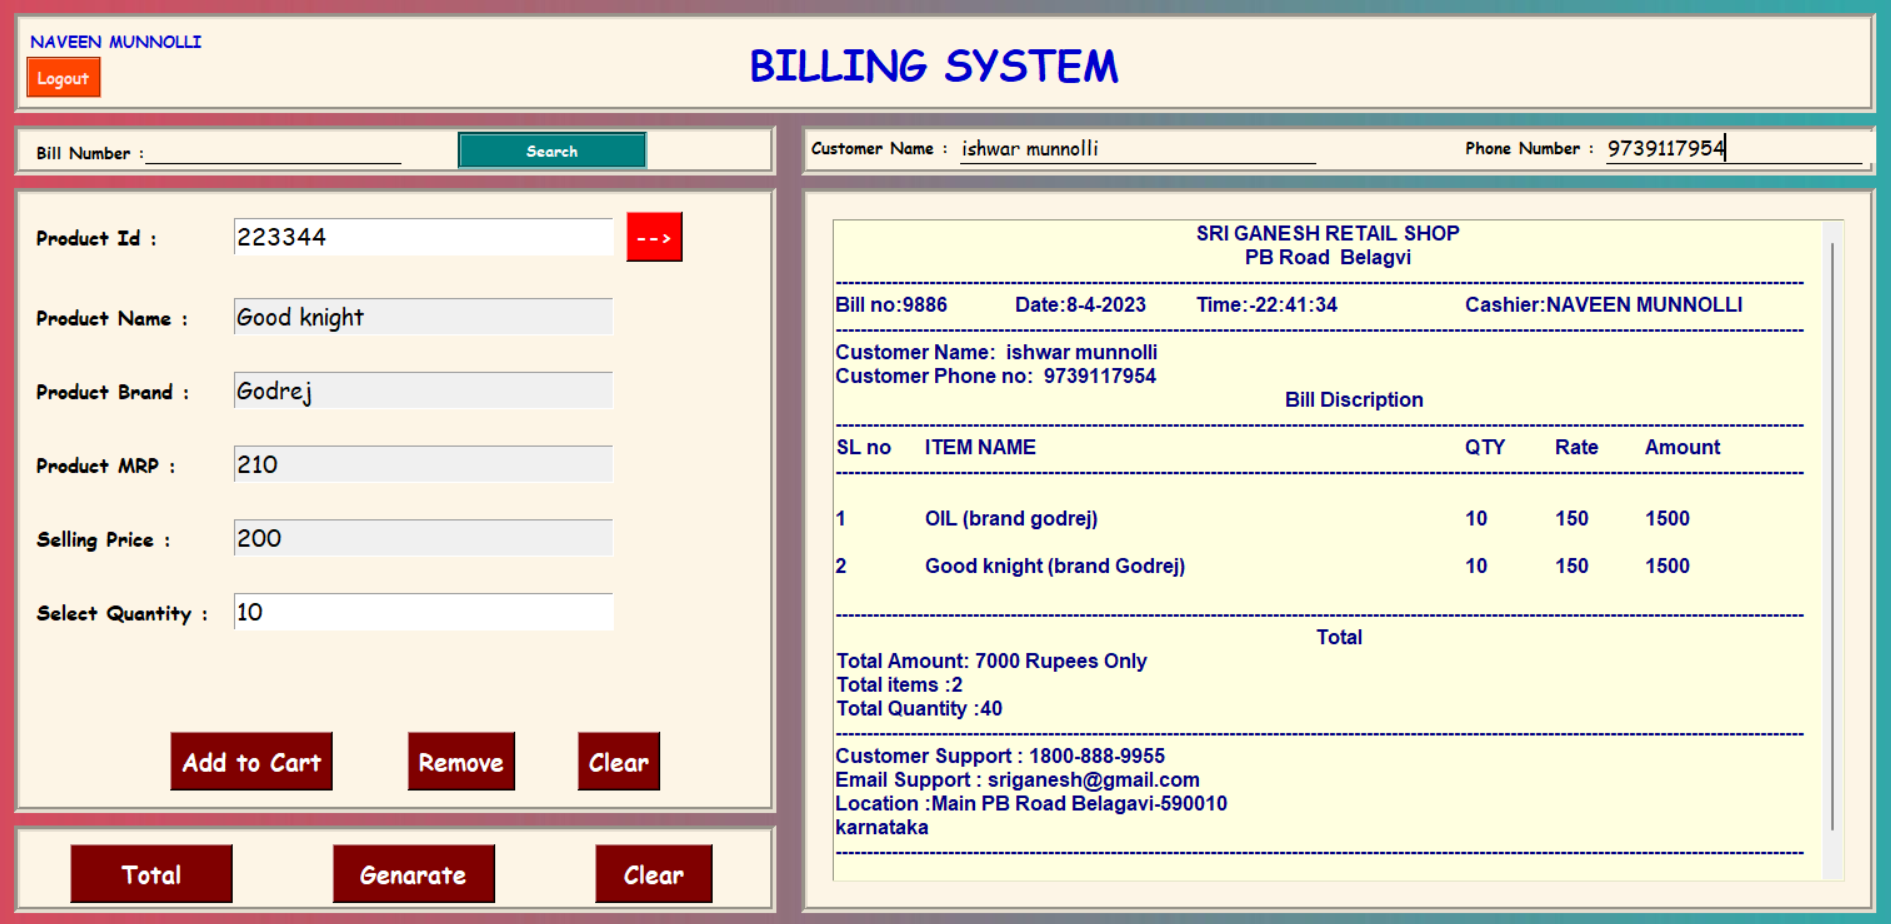 NAVEEN MUNNOLLI
Logout
BILLING SYSTEM
Bill Number :
Search
Customer Name : ishwar munnolli
Phone Number : 9739117954
Product Id : 223344
-->
Product Name : Good knight
Product Brand : Godrej
Product MRP : 210
Selling Price : 200
Select Quantity : 10
Add to Cart
Remove
Clear
Total
Genarate
Clear
SRI GANESH RETAIL SHOP
PB Road Belagvi
Bill no:9886 Date:8-4-2023 Time:-22:41:34 Cashier:NAVEEN MUNNOLLI
Customer Name: ishwar munnolli
Customer Phone no: 9739117954
Bill Discription
SL no ITEM NAME QTY Rate Amount
1 OIL (brand godrej) 10 150 1500
2 Good knight (brand Godrej) 10 150 1500
Total
Total Amount: 7000 Rupees Only
Total items :2
Total Quantity :40
Customer Support : 1800-888-9955
Email Support : sriganesh@gmail.com
Location :Main PB Road Belagavi-590010
karnataka